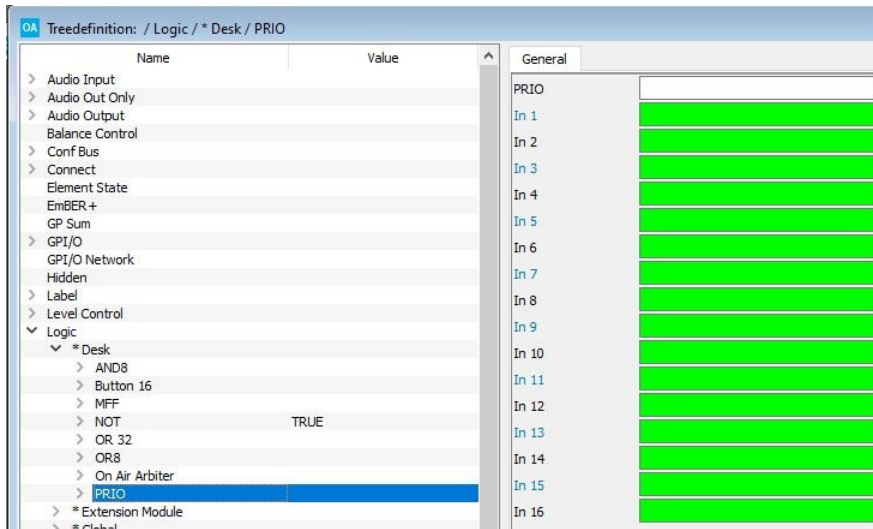 OA Treedefinition: / Logic / * Desk / PRIO
Name Value
Audio Input
Audio Out Only
Audio Output
Balance Control
Conf Bus
Connect
Element State
EmBER+
GP Sum
GPI/O
GPI/O Network
Hidden
Label
Level Control
Logic
* Desk
AND8
Button 16
MFF
NOT TRUE
OR 32
OR8
On Air Arbiter
PRIO
* Extension Module
* Global
General
PRIO
In 1
In 2
In 3
In 4
In 5
In 6
In 7
In 8
In 9
In 10
In 11
In 12
In 13
In 14
In 15
In 16